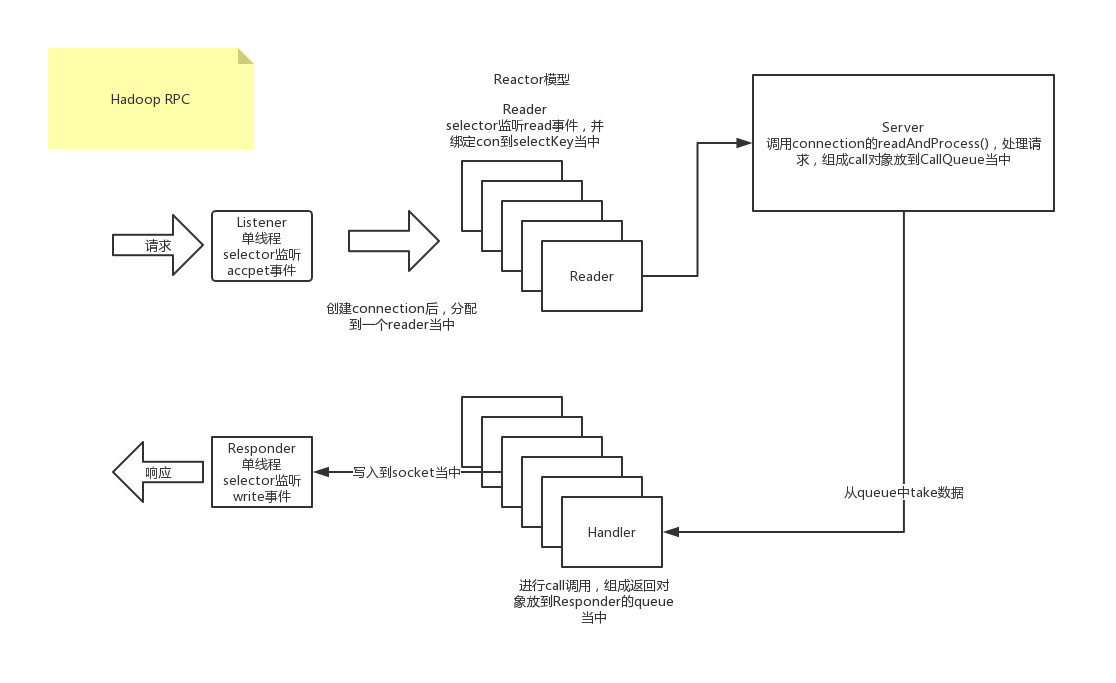 Hadoop RPC
Reactor模型
Reader
selector监听read事件，并
绑定con到selectKey当中
Server
调用connection的readAndProcess()，处理请
求，组成call对象放到CallQueue当中
请求
Listener
单线程
selector监听
accpet事件
Reader
创建connection后，分配
到一个reader当中
响应
Responder
单线程
selector监听
write事件
写入到socket当中
从queue中take数据
Handler
进行call调用，组成返回对
象放到Responder的queue
当中